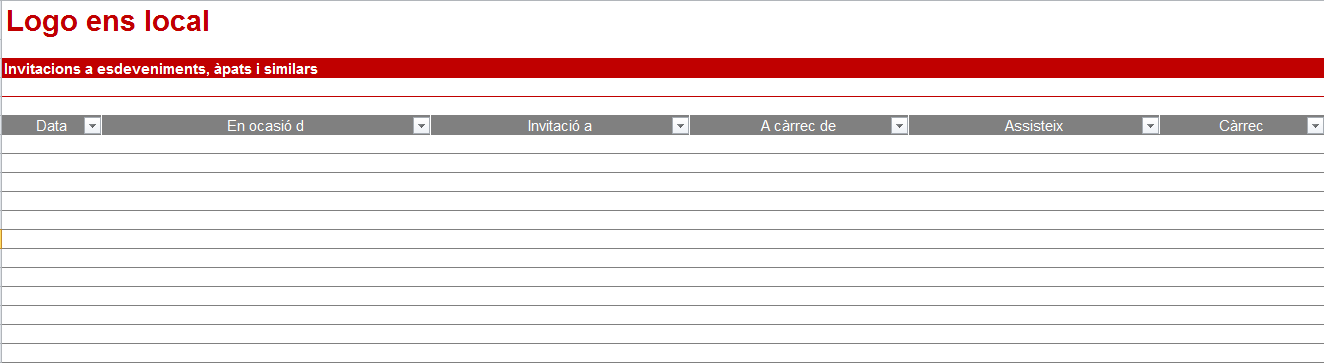 Logo ens local
Invitacions a esdeveniments, àpats i similars
Data En ocasió d Invitació a A càrrec de Assisteix Càrrec